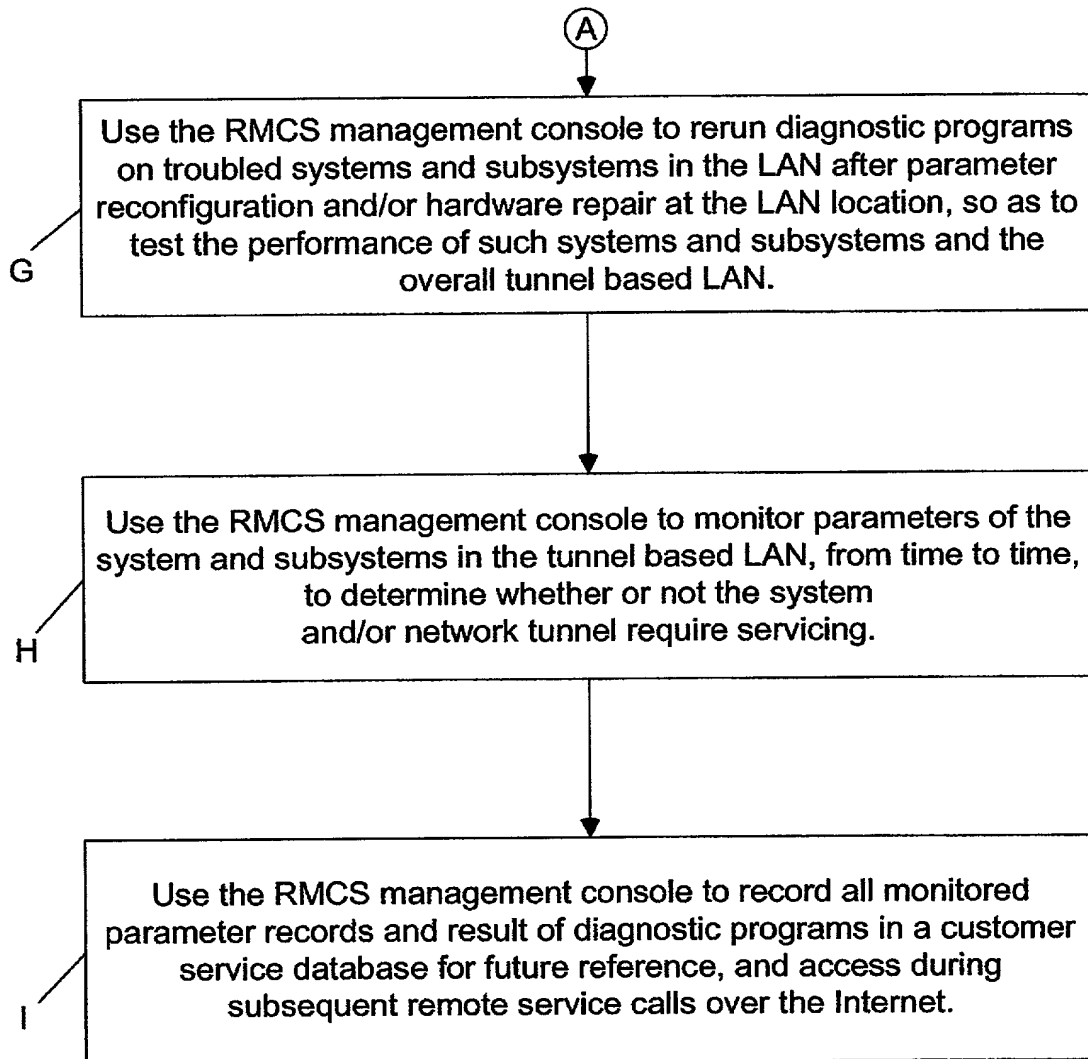 A
Use the RMCS management console to rerun diagnostic programs
on troubled systems and subsystems in the LAN after parameter
reconfiguration and/or hardware repair at the LAN location, so as to
test the performance of such systems and subsystems and the
overall tunnel based LAN.
G
Use the RMCS management console to monitor parameters of the
system and subsystems in the tunnel based LAN, from time to time,
to determine whether or not the system
and/or network tunnel require servicing.
H
Use the RMCS management console to record all monitored
parameter records and result of diagnostic programs in a customer
service database for future reference, and access during
subsequent remote service calls over the Internet.
I